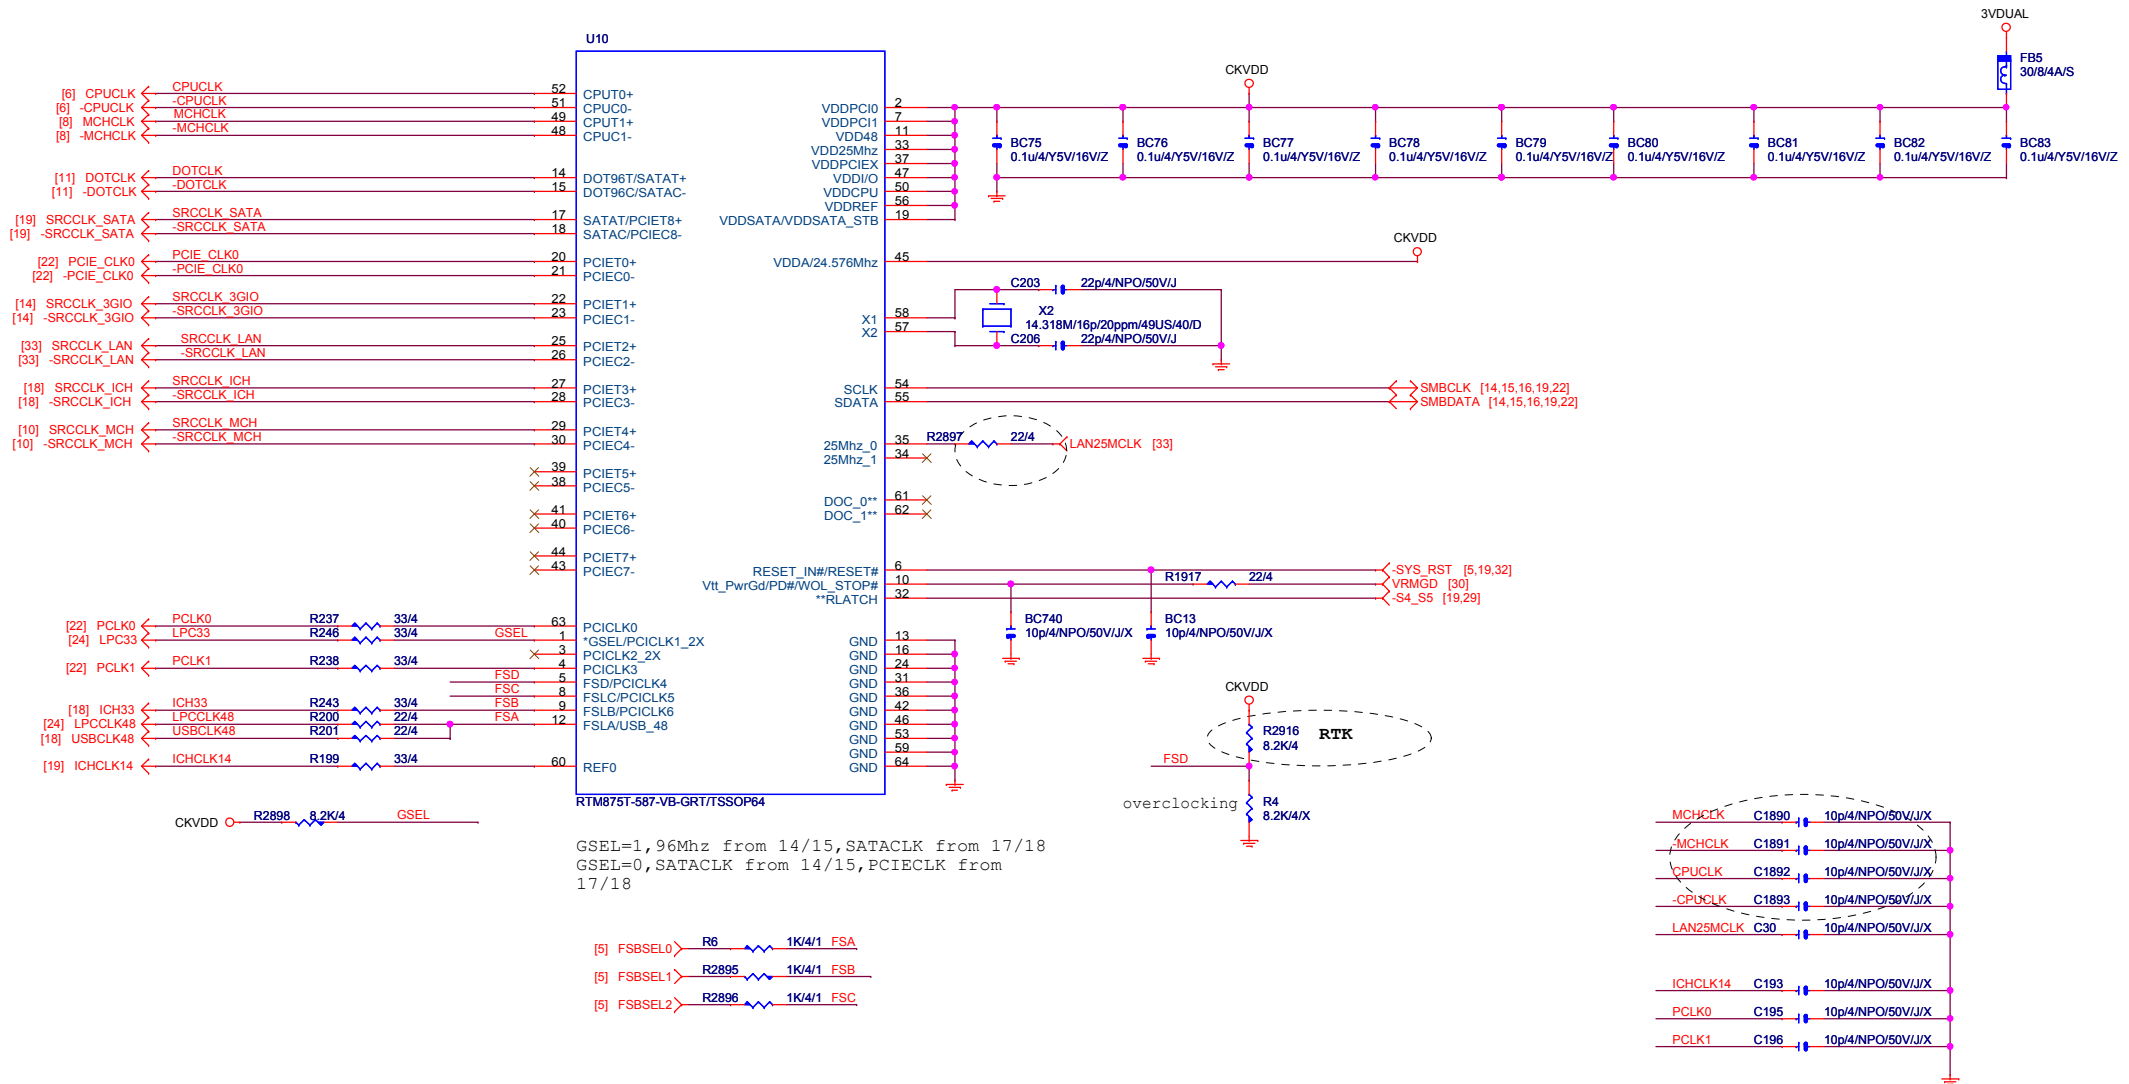 U10
[6] CPUCLK CPUCLK 52 CPUT0+
[6] -CPUCLK -CPUCLK 51 CPUC0-
[8] MCHCLK MCHCLK 49 CPUT1+
[8] -MCHCLK -MCHCLK 48 CPUC1-
[11] DOTCLK DOTCLK 14 DOT96T/SATAT+
[11] -DOTCLK -DOTCLK 15 DOT96C/SATAC-
[19] SRCCLK_SATA SRCCLK_SATA 17 SATAT/PCIET8+
[19] -SRCCLK_SATA -SRCCLK_SATA 18 SATAC/PCIEC8-
[22] PCIE_CLK0 PCIE_CLK0 20 PCIET0+
[22] -PCIE_CLK0 -PCIE_CLK0 21 PCIEC0-
[14] SRCCLK_3GIO SRCCLK_3GIO 22 PCIET1+
[14] -SRCCLK_3GIO -SRCCLK_3GIO 23 PCIEC1-
[33] SRCCLK_LAN SRCCLK_LAN 25 PCIET2+
[33] -SRCCLK_LAN -SRCCLK_LAN 26 PCIEC2-
[18] SRCCLK_ICH SRCCLK_ICH 27 PCIET3+
[18] -SRCCLK_ICH -SRCCLK_ICH 28 PCIEC3-
[10] SRCCLK_MCH SRCCLK_MCH 29 PCIET4+
[10] -SRCCLK_MCH -SRCCLK_MCH 30 PCIEC4-
39 PCIET5+
38 PCIEC5-
41 PCIET6+
40 PCIEC6-
44 PCIET7+
43 PCIEC7-
[22] PCLK0 PCLK0 R237 33/4 63 PCICLK0
[24] LPC33 LPC33 R246 33/4 GSEL 1 *GSEL/PCICLK1_2X
3 PCICLK2_2X
[22] PCLK1 PCLK1 R238 33/4 4 PCICLK3
FSD 5 FSD/PCICLK4
FSC 8 FSLC/PCICLK5
[18] ICH33 ICH33 R243 33/4 FSB 9 FSLB/PCICLK6
[24] LPCCLK48 LPCCLK48 R200 22/4 FSA 12 FSLA/USB_48
[18] USBCLK48 USBCLK48 R201 22/4
[19] ICHCLK14 ICHCLK14 R199 33/4 60 REF0
VDDPCI0 2
VDDPCI1 7
VDD48 11
VDD25Mhz 33
VDDPCIEX 37
VDDI/O 47
VDDCPU 50
VDDREF 56
VDDSATA/VDDSATA_STB 19
VDDA/24.576Mhz 45
X1 58
X2 57
SCLK 54 SMBCLK [14,15,16,19,22]
SDATA 55 SMBDATA [14,15,16,19,22]
25Mhz_0 35 R2897 22/4 LAN25MCLK [33]
25Mhz_1 34
DOC_0** 61
DOC_1** 62
RESET_IN#/RESET# 6 -SYS_RST [5,19,32]
Vtt_PwrGd/PD#/WOL_STOP# 10 R1917 22/4 VRMGD [30]
**RLATCH 32 -S4_S5 [19,29]
GND 13
GND 16
GND 24
GND 31
GND 36
GND 42
GND 46
GND 53
GND 59
GND 64
RTM875T-587-VB-GRT/TSSOP64
3VDUAL
FB5
30/8/4A/S
CKVDD
BC75 BC76 BC77 BC78 BC79 BC80 BC81 BC82 BC83
0.1u/4/Y5V/16V/Z 0.1u/4/Y5V/16V/Z 0.1u/4/Y5V/16V/Z 0.1u/4/Y5V/16V/Z 0.1u/4/Y5V/16V/Z 0.1u/4/Y5V/16V/Z 0.1u/4/Y5V/16V/Z 0.1u/4/Y5V/16V/Z 0.1u/4/Y5V/16V/Z
CKVDD
C203 22p/4/NPO/50V/J
X2
14.318M/16p/20ppm/49US/40/D
C206 22p/4/NPO/50V/J
BC740
10p/4/NPO/50V/J/X
BC13
10p/4/NPO/50V/J/X
CKVDD
R2916
8.2K/4
RTK
FSD
overclocking
R4
8.2K/4/X
CKVDD R2898 8.2K/4 GSEL
GSEL=1,96Mhz from 14/15,SATACLK from 17/18
GSEL=0,SATACLK from 14/15,PCIECLK from
17/18
[5] FSBSEL0 R6 1K/4/1 FSA
[5] FSBSEL1 R2895 1K/4/1 FSB
[5] FSBSEL2 R2896 1K/4/1 FSC
MCHCLK C1890 10p/4/NPO/50V/J/X
-MCHCLK C1891 10p/4/NPO/50V/J/X
CPUCLK C1892 10p/4/NPO/50V/J/X
-CPUCLK C1893 10p/4/NPO/50V/J/X
LAN25MCLK C30 10p/4/NPO/50V/J/X
ICHCLK14 C193 10p/4/NPO/50V/J/X
PCLK0 C195 10p/4/NPO/50V/J/X
PCLK1 C196 10p/4/NPO/50V/J/X